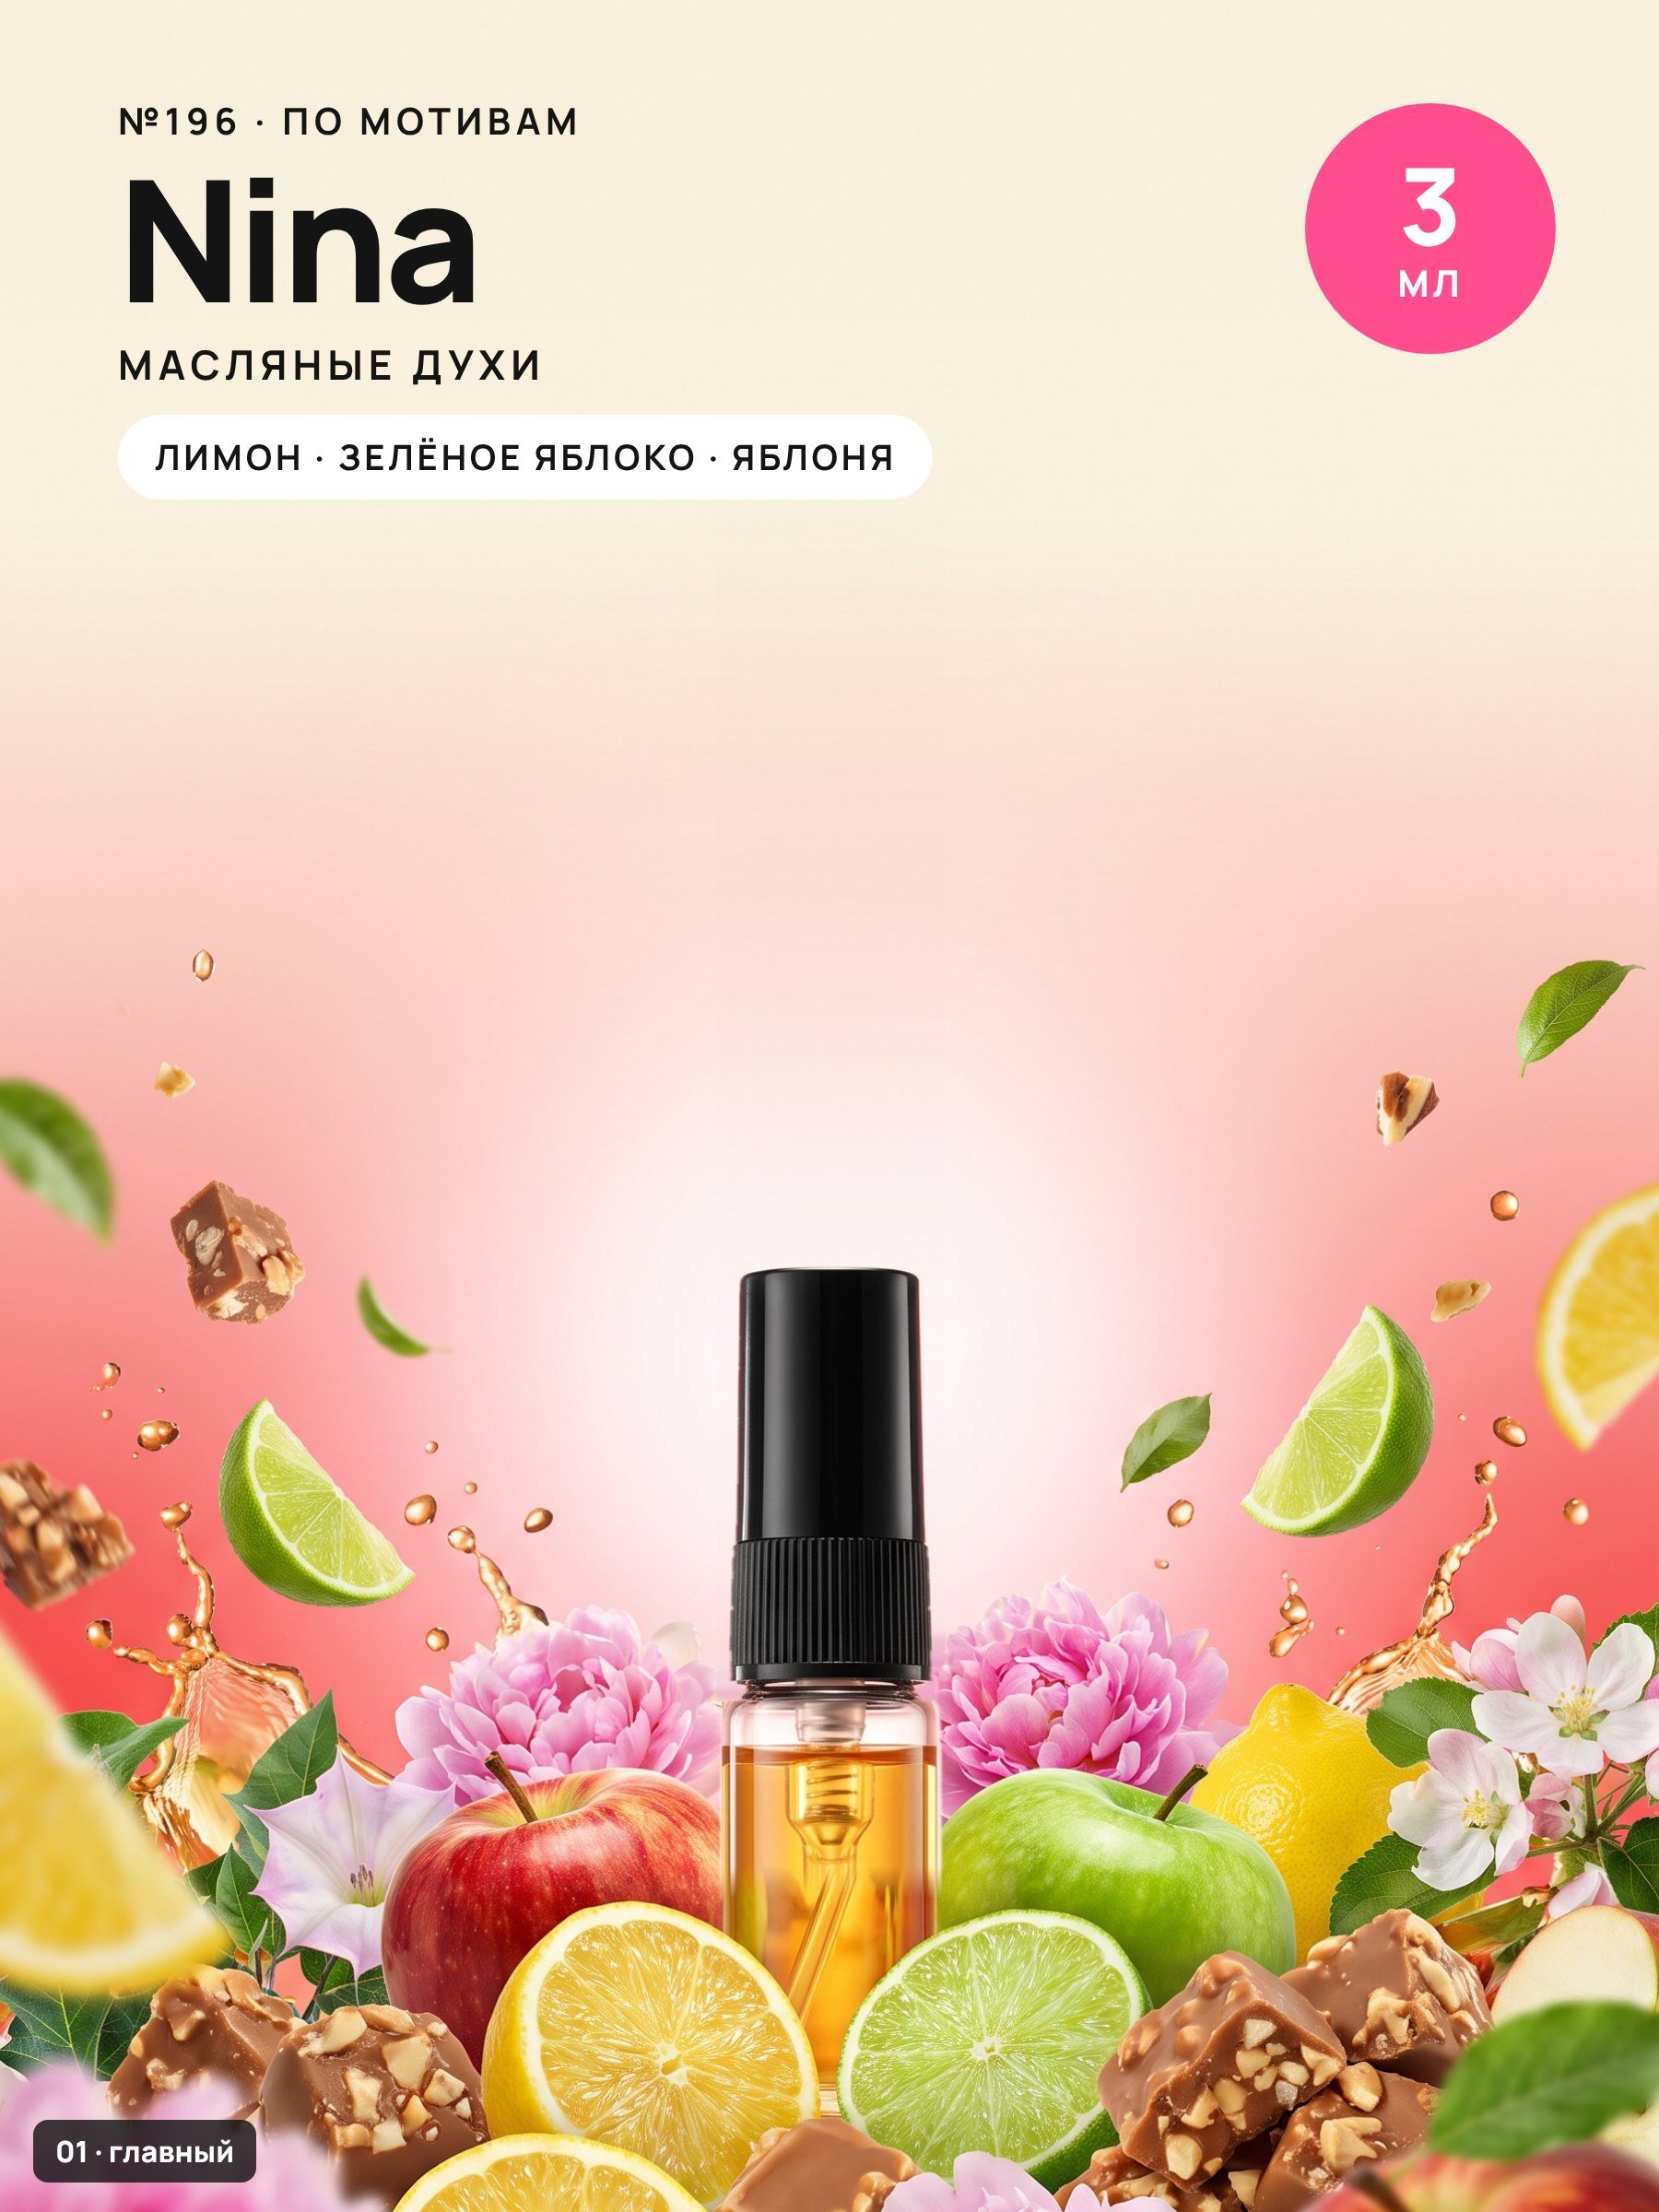 №196 · ПО МОТИВАМ
Nina
МАСЛЯНЫЕ ДУХИ
ЛИМОН · ЗЕЛЁНОЕ ЯБЛОКО · ЯБЛОНЯ
3
МЛ
01 · главный